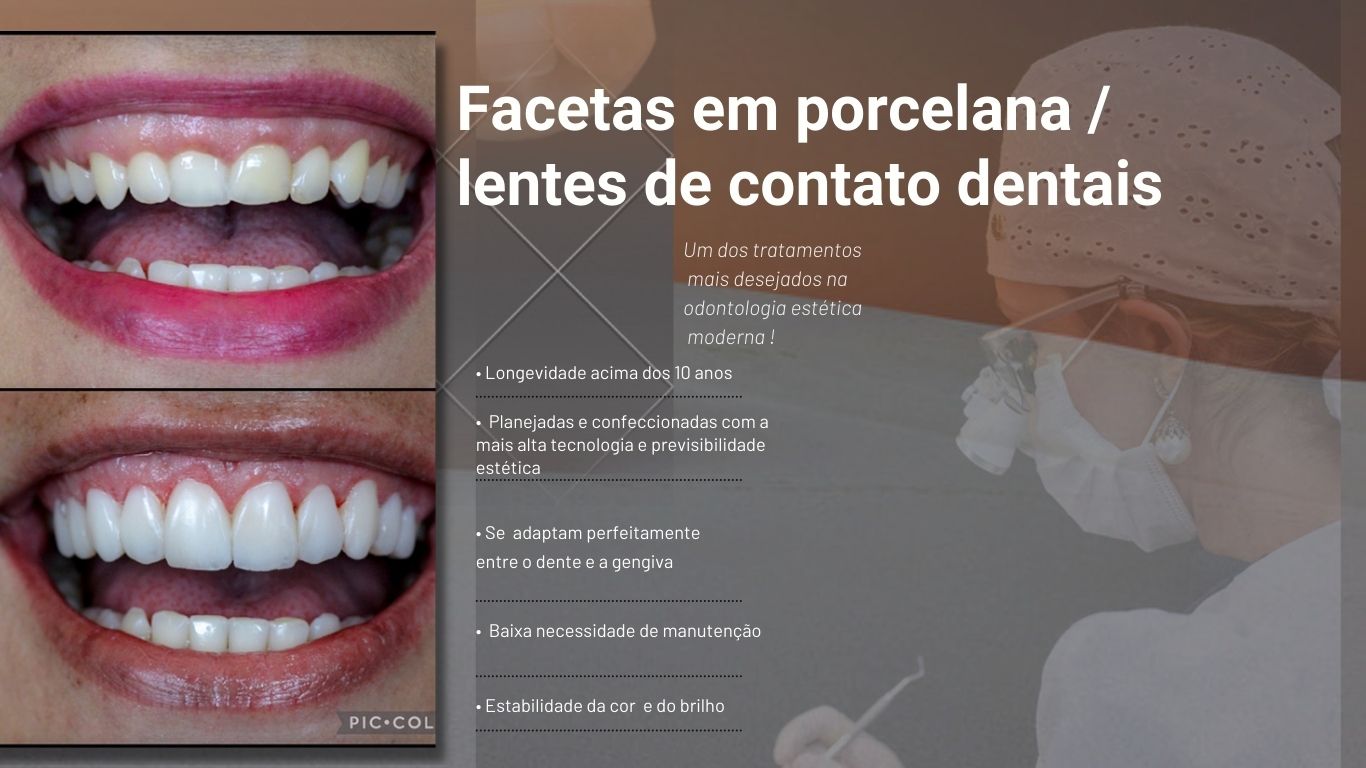 Facetas em porcelana /
lentes de contato dentais
Um dos tratamentos
mais desejados na
odontologia estética
moderna !
• Longevidade acima dos 10 anos
• Planejadas e confeccionadas com a
mais alta tecnologia e previsibilidade
estética
• Se adaptam perfeitamente
entre o dente e a gengiva
• Baixa necessidade de manutenção
• Estabilidade da cor e do brilho
PIC•COL